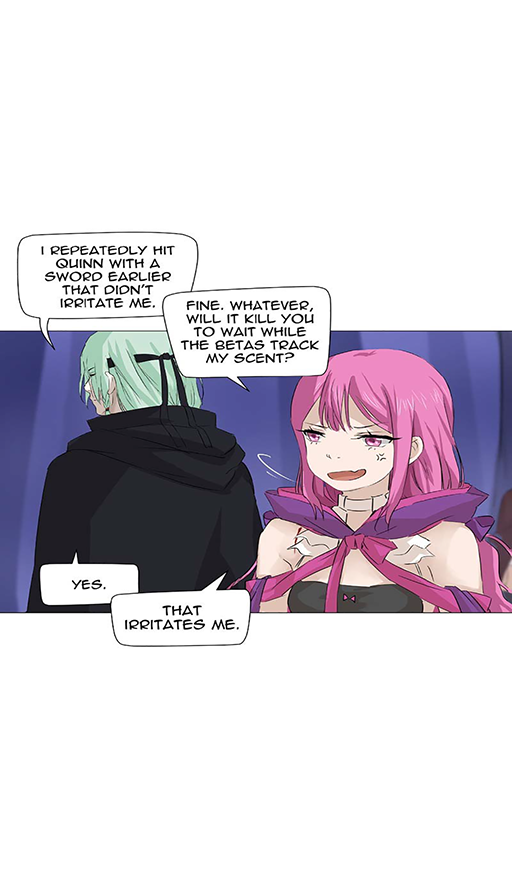 I REPEATEDLY HIT
QUINN WITH A
SWORD EARLIER
THAT DIDN'T
IRRITATE ME.
FINE. WHATEVER,
WILL IT KILL YOU
TO WAIT WHILE
THE BETAS TRACK
MY SCENT?
YES.
THAT
IRRITATES ME.